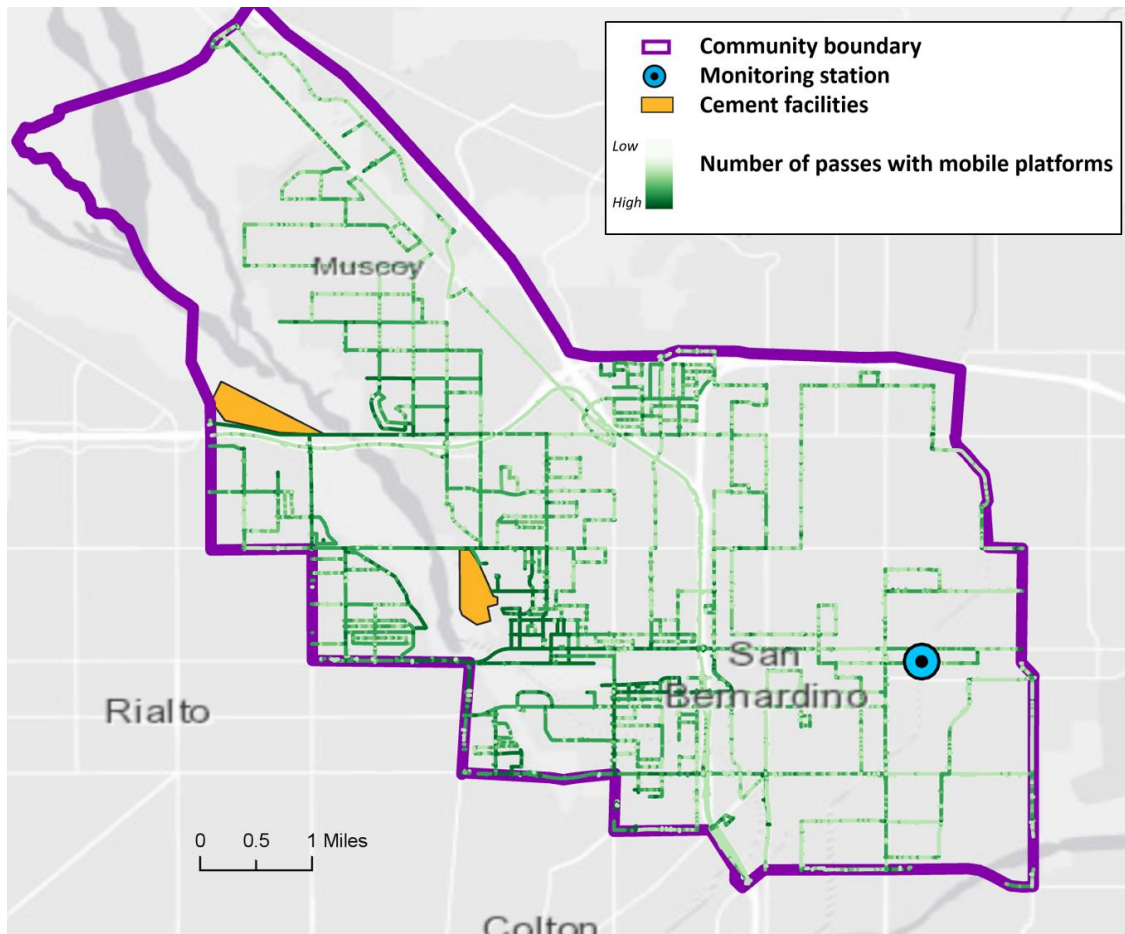 Community boundary
Monitoring station
Cement facilities
Low
Number of passes with mobile platforms
High
Muscoy
San
Bernardino
Rialto
0 0.5 1 Miles
Colton